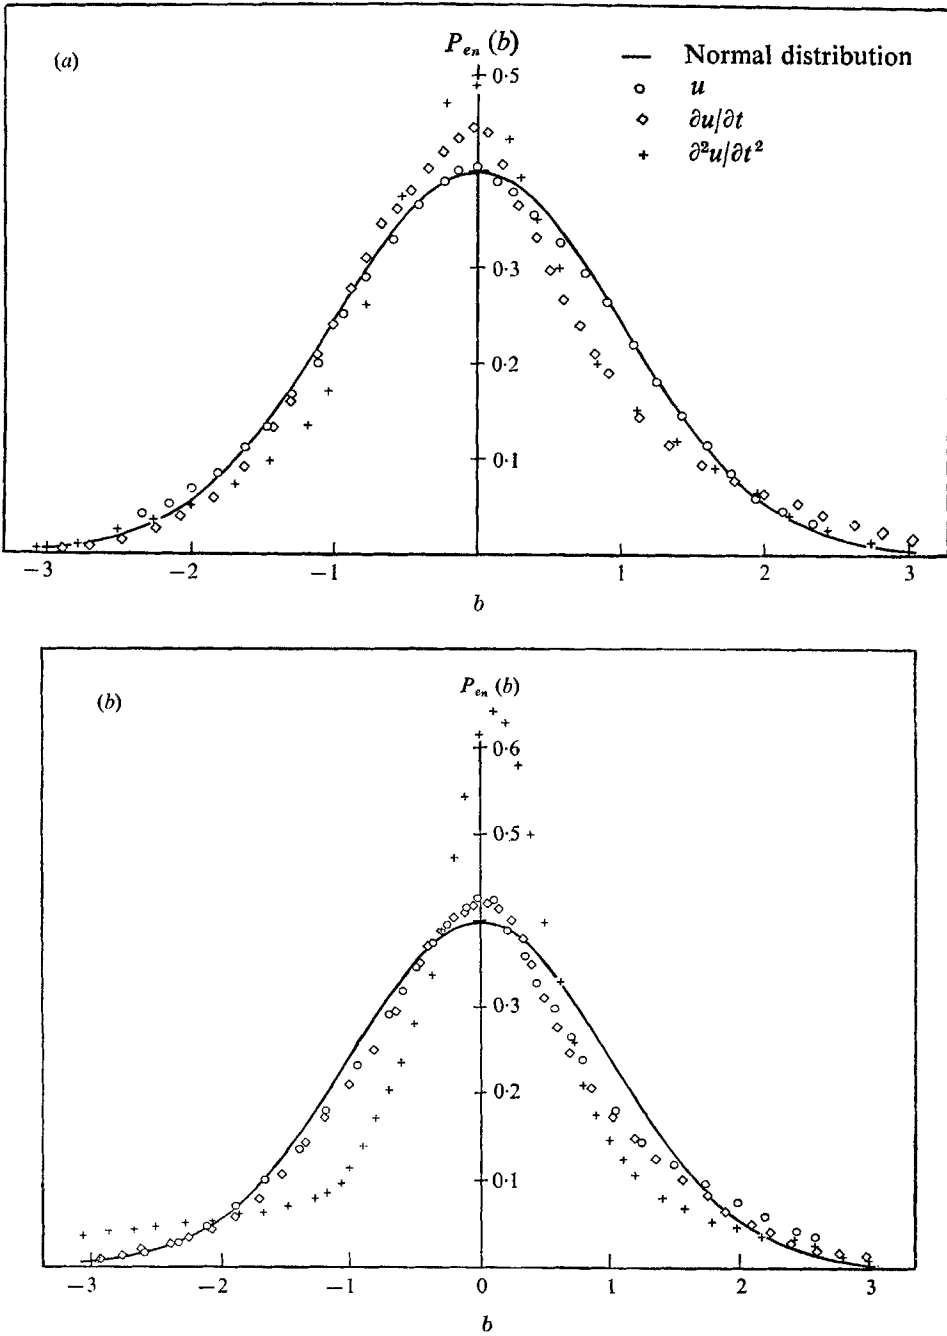 (a)
P_en (b)
0·5
— Normal distribution
○ u
◇ ∂u/∂t
+ ∂²u/∂t²
0·3
0·2
0·1
−3 −2 −1 1 2 3
b
(b)
P_en (b)
0·6
0·5
0·3
0·2
0·1
−3 −2 −1 0 1 2 3
b